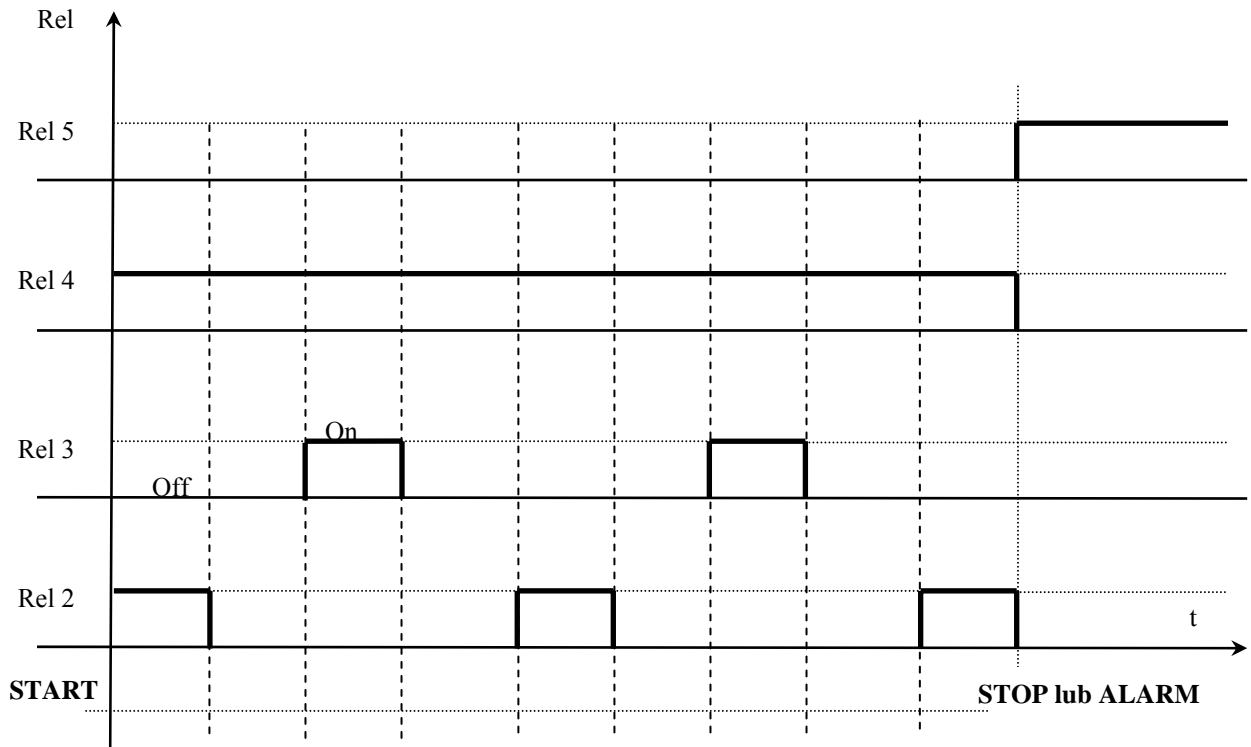 Rel
Rel 5
Rel 4
On
Rel 3
Off
Rel 2
t
START
STOP lub ALARM